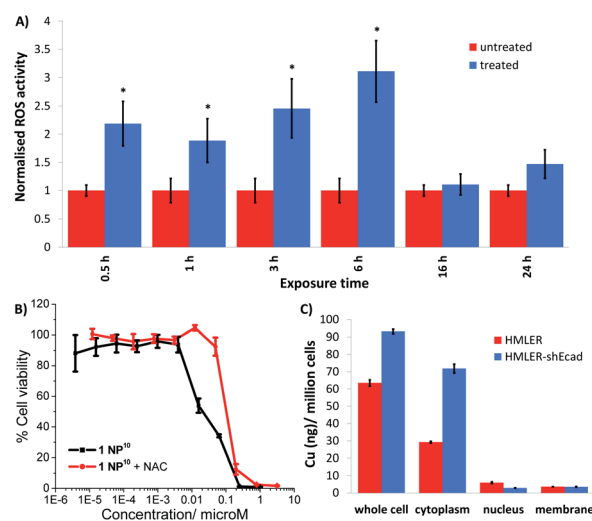 A)
Normalised ROS activity
4
3.5
3
2.5
2
1.5
1
0.5
0
* * * *
untreated
treated
0.5 h 1 h 3 h 6 h 16 h 24 h
Exposure time
B)
% Cell viability
120
100
80
60
40
20
0
1 NP¹⁰
1 NP¹⁰ + NAC
1E-6 1E-5 1E-4 1E-3 0.01 0.1 1 10
Concentration/ microM
C)
Cu (ng)/ million cells
100
90
80
70
60
50
40
30
20
10
0
HMLER
HMLER-shEcad
whole cell cytoplasm nucleus membrane